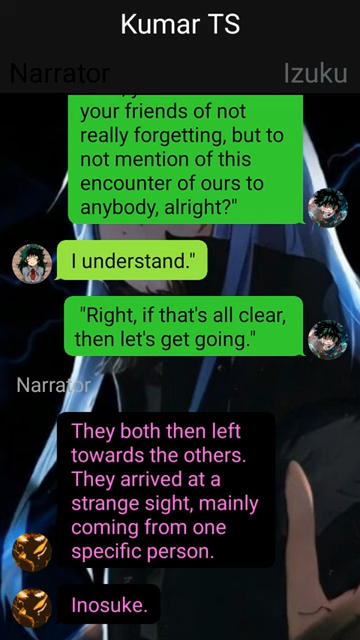 Kumar TS
Narrator
Izuku
your friends of not
really forgetting, but to
not mention of this
encounter of ours to
anybody, alright?"
I understand."
"Right, if that's all clear,
then let's get going."
Narrator
They both then left
towards the others.
They arrived at a
strange sight, mainly
coming from one
specific person.
Inosuke.